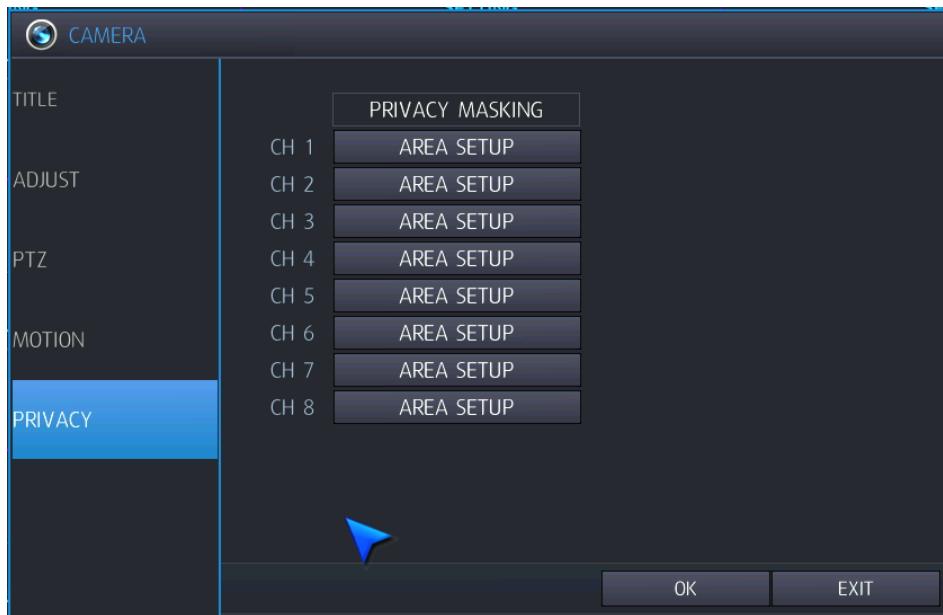 CAMERA
TITLE
ADJUST
PTZ
MOTION
PRIVACY
PRIVACY MASKING
CH 1 AREA SETUP
CH 2 AREA SETUP
CH 3 AREA SETUP
CH 4 AREA SETUP
CH 5 AREA SETUP
CH 6 AREA SETUP
CH 7 AREA SETUP
CH 8 AREA SETUP
OK EXIT